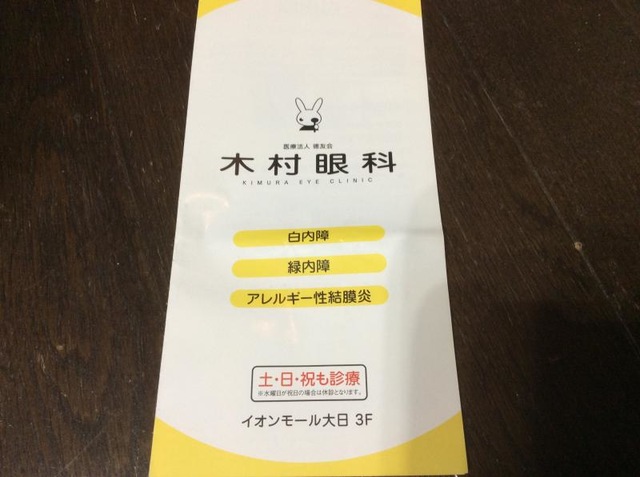 医療法人 穂友会
木村眼科
KIMURA EYE CLINIC
白内障
緑内障
アレルギー性結膜炎
土・日・祝も診療
※水曜日が祝日の場合は休診となります。
イオンモール大日 3F